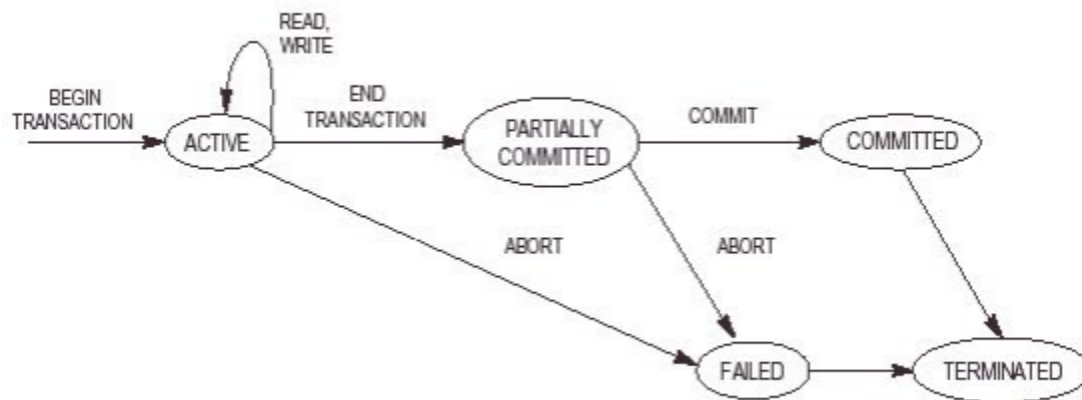 READ,
WRITE
BEGIN
TRANSACTION
END
TRANSACTION
ACTIVE
PARTIALLY
COMMITTED
COMMIT
COMMITTED
ABORT
ABORT
FAILED
TERMINATED